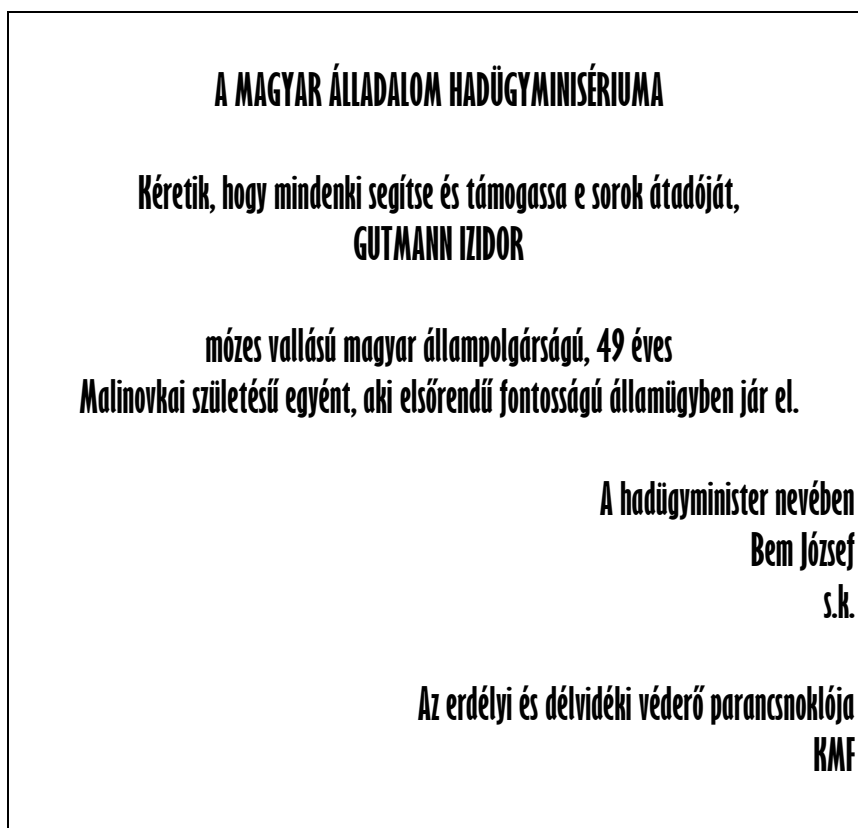 A MAGYAR ÁLLADALOM HADÜGYMINISÉRIUMA
Kéretik, hogy mindenki segítse és támogassa e sorok átadóját,
GUTMANN IZIDOR
mózes vallású magyar állampolgárságú, 49 éves
Malinovkai születésű egyént, aki elsőrendű fontosságú államügyben jár el.
A hadügyminister nevében
Bem József
s.k.
Az erdélyi és délvidéki véderő parancsnoklója
KMF